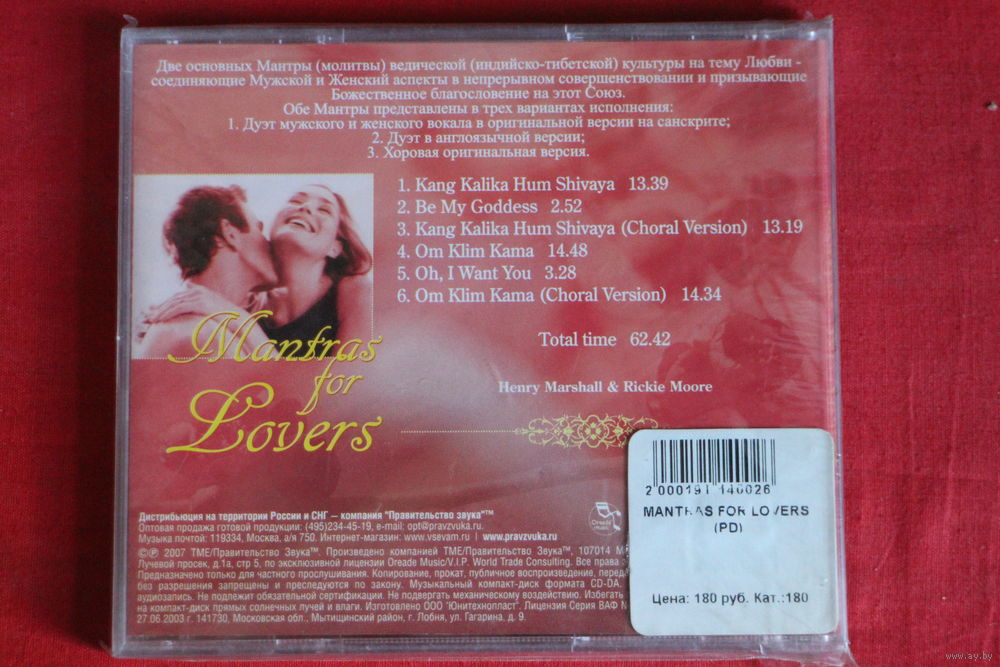 Две основных Мантры (молитвы) ведической (индийско-тибетской) культуры на тему Любви -
соединяющие Мужской и Женский аспекты в непрерывном совершенствовании и призывающие
Божественное благословение на этот Союз.
Обе Мантры представлены в трех вариантах исполнения:
1. Дуэт мужского и женского вокала в оригинальной версии на санскрите;
2. Дуэт в англоязычной версии;
3. Хоровая оригинальная версия.
1. Kang Kalika Hum Shivaya 13.39
2. Be My Goddess 2.52
3. Kang Kalika Hum Shivaya (Choral Version) 13.19
4. Om Klim Kama 14.48
5. Oh, I Want You 3.28
6. Om Klim Kama (Choral Version) 14.34
Total time 62.42
Henry Marshall & Rickie Moore
Mantras
for
Lovers
Дистрибьюция на территории России и СНГ – компания "Правительство звука"™
Оптовая продажа готовой продукции: (495)234-45-19, e-mail: opt@pravzvuka.ru.
Музыка почтой: 119334, Москва, а/я 750. Интернет-магазин: www.vsevam.ru | www.pravzvuka.ru
Oreade
music
©℗ 2007 ТМЕ/Правительство Звука™. Произведено компанией ТМЕ/Правительство Звука™, 107014
Лучевой просек, д.1а, стр 5, по эксклюзивной лицензии Oreade Music/V.I.P. World Trade Consulting. Все права
Предназначено только для частного прослушивания. Копирование, прокат, публичное воспроизведение,
без разрешения запрещены и преследуются по закону. Музыкальный компакт-диск формата CD-DA.
аудиозапись. Не подлежит обязательной сертификации. Не подвергать механическому воздействию. Избегать
на компакт-диск прямых солнечных лучей и влаги. Изготовлено ООО "Юнитехнопласт". Лицензия Серия ВАФ
27.06 2003 г. 141730, Московская обл., Мытищинский район, г. Лобня, ул. Гагарина, д. 9.
2 000191 140026
MANTRAS FOR LOVERS
(PD)
Цена: 180 руб. Кат.:180
www.ay.by